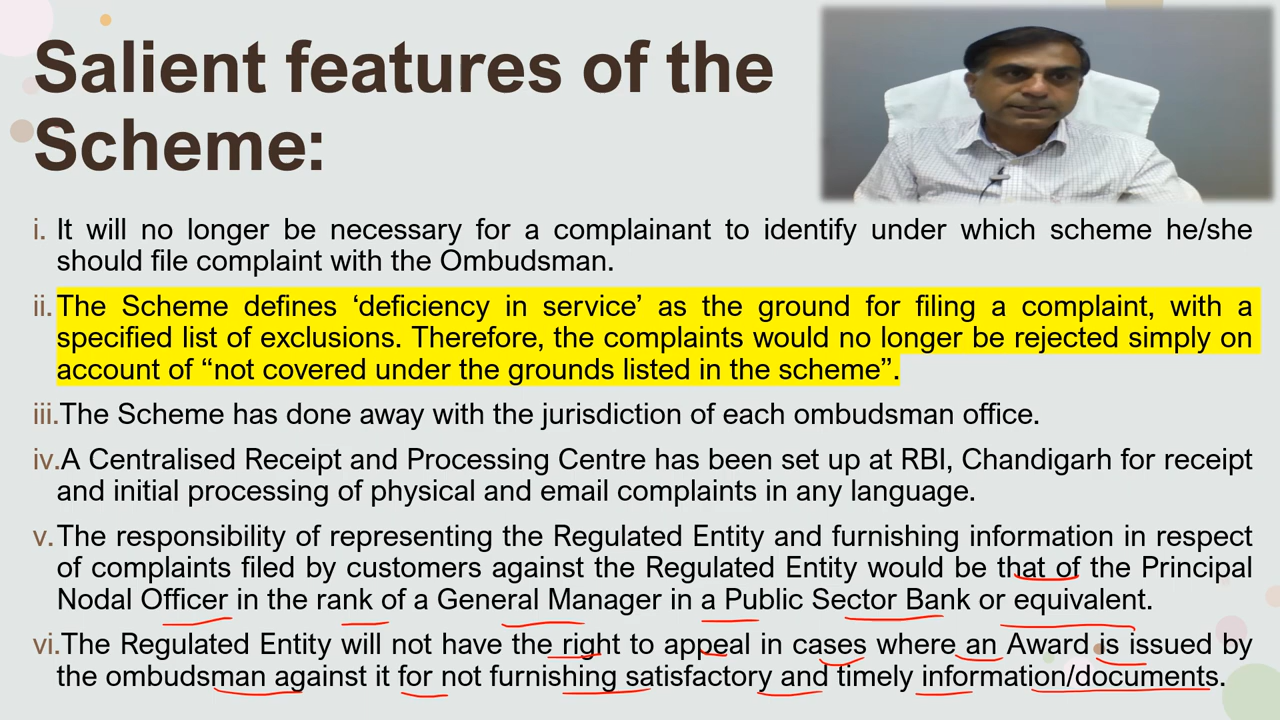 Salient features of the
Scheme:
i. It will no longer be necessary for a complainant to identify under which scheme he/she
should file complaint with the Ombudsman.
ii. The Scheme defines ‘deficiency in service’ as the ground for filing a complaint, with a
specified list of exclusions. Therefore, the complaints would no longer be rejected simply on
account of “not covered under the grounds listed in the scheme”.
iii. The Scheme has done away with the jurisdiction of each ombudsman office.
iv. A Centralised Receipt and Processing Centre has been set up at RBI, Chandigarh for receipt
and initial processing of physical and email complaints in any language.
v. The responsibility of representing the Regulated Entity and furnishing information in respect
of complaints filed by customers against the Regulated Entity would be that of the Principal
Nodal Officer in the rank of a General Manager in a Public Sector Bank or equivalent.
vi. The Regulated Entity will not have the right to appeal in cases where an Award is issued by
the ombudsman against it for not furnishing satisfactory and timely information/documents.